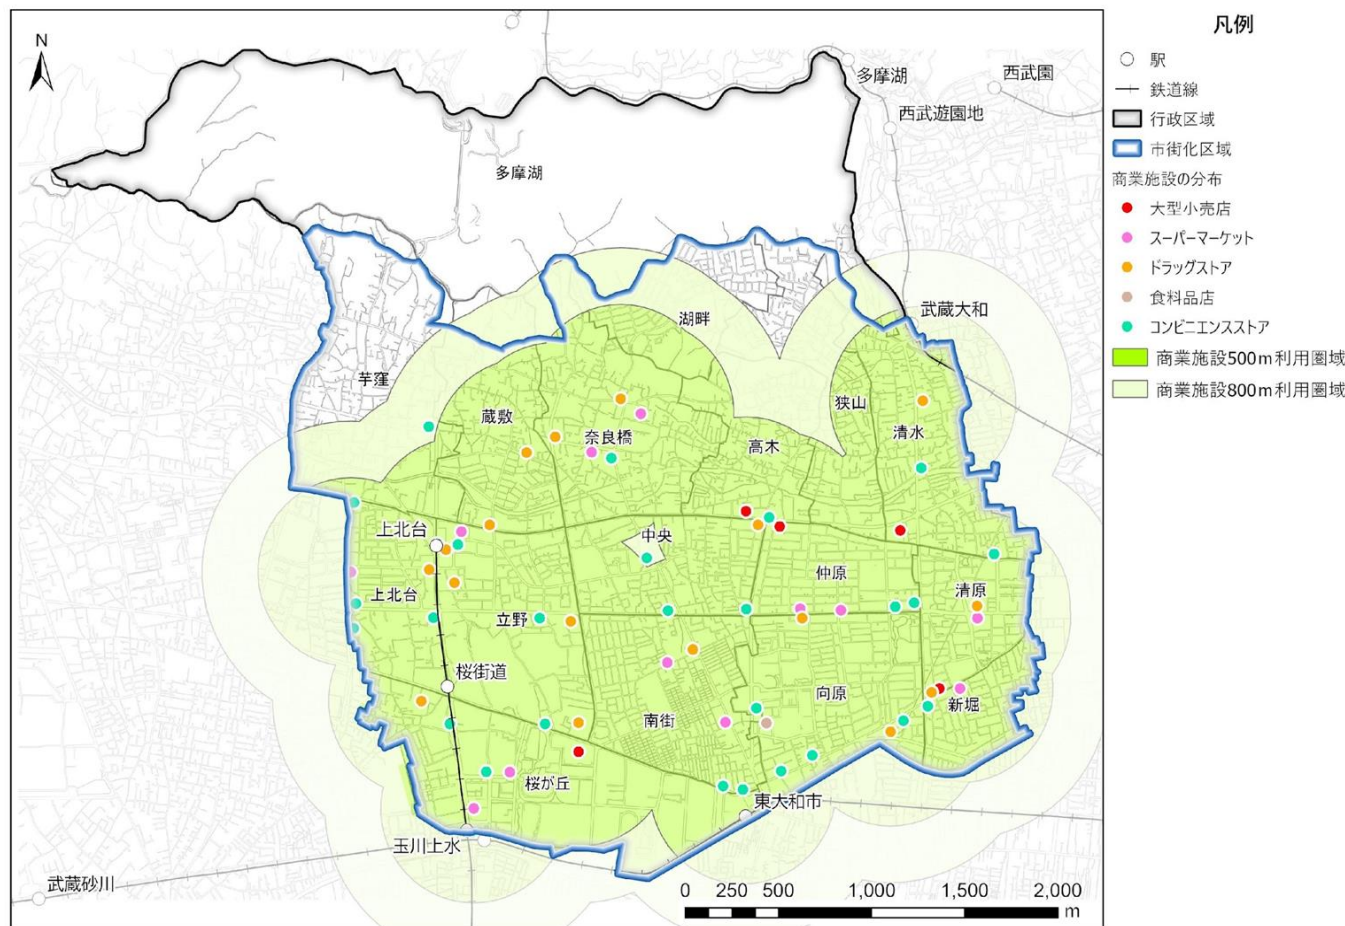 N
多摩湖
西武園
西武遊園地
多摩湖
武蔵大和
湖畔
芋窪
蔵敷
奈良橋
高木
狭山
清水
上北台
中央
仲原
上北台
立野
清原
桜街道
南街
向原
新堀
桜が丘
東大和市
玉川上水
武蔵砂川
0 250 500 1,000 1,500 2,000
m
凡例
駅
鉄道線
行政区域
市街化区域
商業施設の分布
大型小売店
スーパーマーケット
ドラッグストア
食料品店
コンビニエンスストア
商業施設500m利用圏域
商業施設800m利用圏域